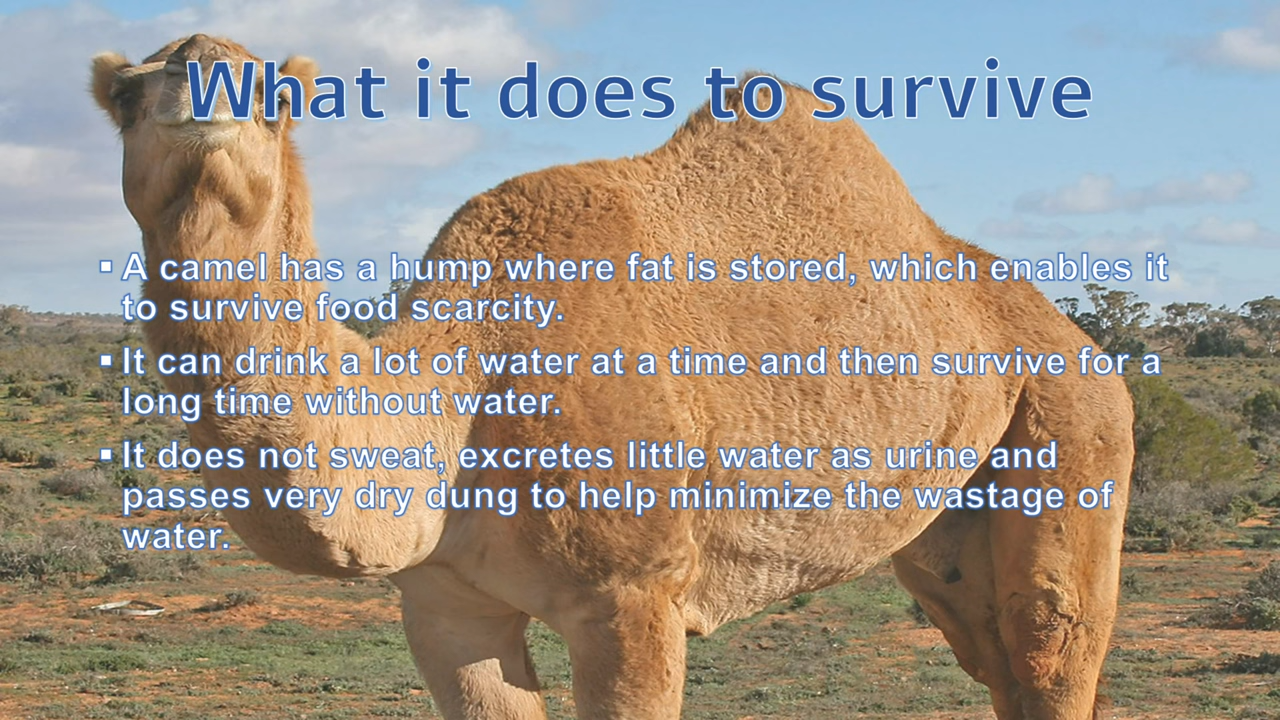 What it does to survive
▪ A camel has a hump where fat is stored, which enables it
to survive food scarcity.
▪ It can drink a lot of water at a time and then survive for a
long time without water.
▪ It does not sweat, excretes little water as urine and
passes very dry dung to help minimize the wastage of
water.